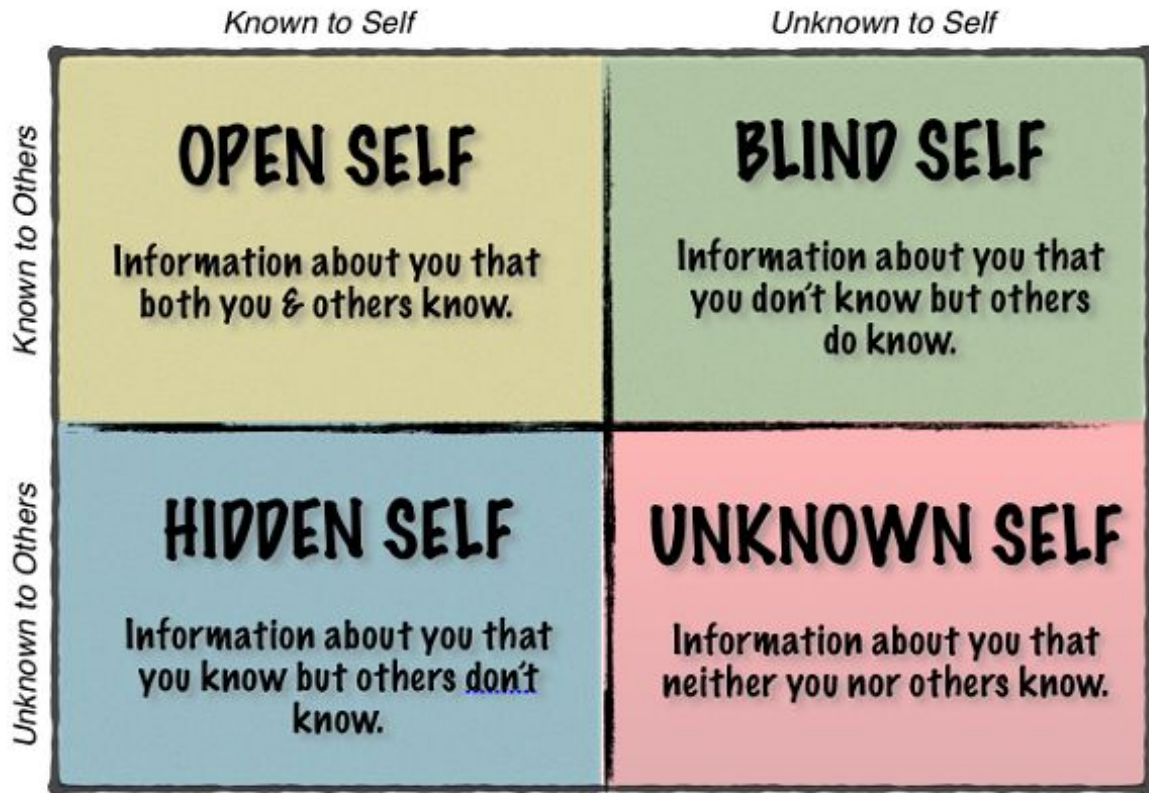 Known to Self
Unknown to Self
Known to Others
OPEN SELF
Information about you that
both you & others know.
BLIND SELF
Information about you that
you don't know but others
do know.
Unknown to Others
HIDDEN SELF
Information about you that
you know but others don't
know.
UNKNOWN SELF
Information about you that
neither you nor others know.